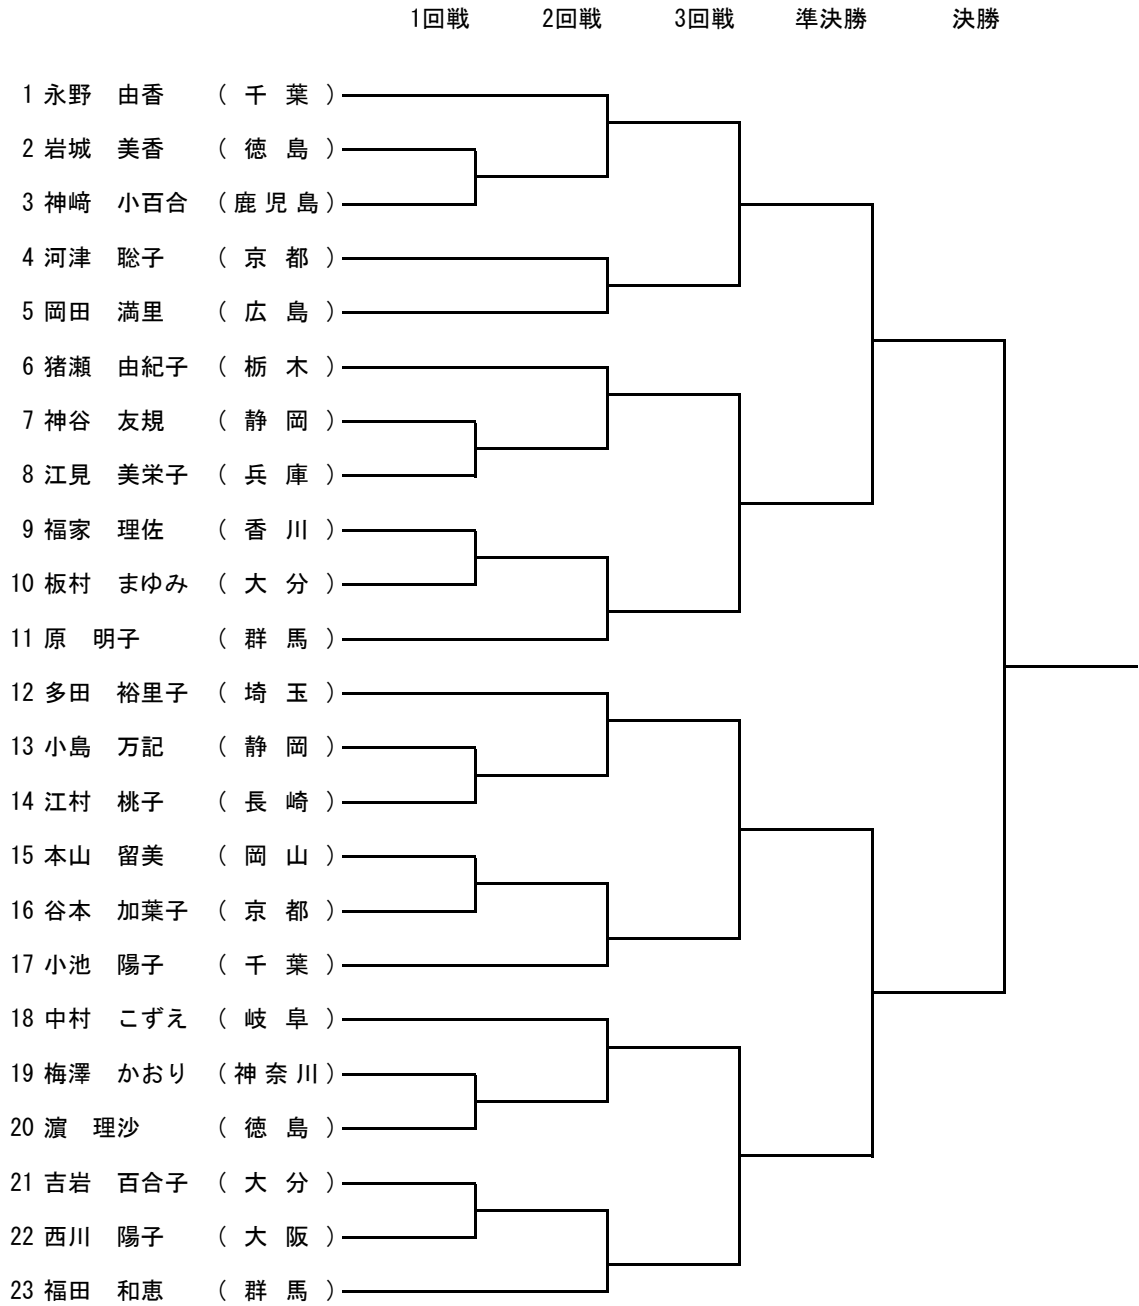 1回戦 2回戦 3回戦 準決勝 決勝
1 永野 由香 (千葉)
2 岩城 美香 (徳島)
3 神﨑 小百合 (鹿児島)
4 河津 聡子 (京都)
5 岡田 満里 (広島)
6 猪瀬 由紀子 (栃木)
7 神谷 友規 (静岡)
8 江見 美栄子 (兵庫)
9 福家 理佐 (香川)
10 板村 まゆみ (大分)
11 原 明子 (群馬)
12 多田 裕里子 (埼玉)
13 小島 万記 (静岡)
14 江村 桃子 (長崎)
15 本山 留美 (岡山)
16 谷本 加葉子 (京都)
17 小池 陽子 (千葉)
18 中村 こずえ (岐阜)
19 梅澤 かおり (神奈川)
20 濵 理沙 (徳島)
21 吉岩 百合子 (大分)
22 西川 陽子 (大阪)
23 福田 和恵 (群馬)